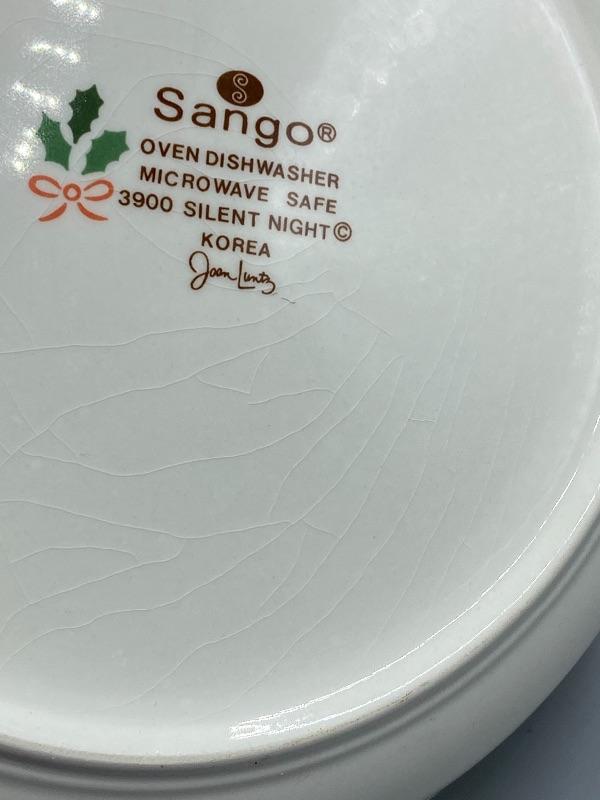 Sango®
OVEN DISHWASHER
MICROWAVE SAFE
3900 SILENT NIGHT©
KOREA
Joan Luntz